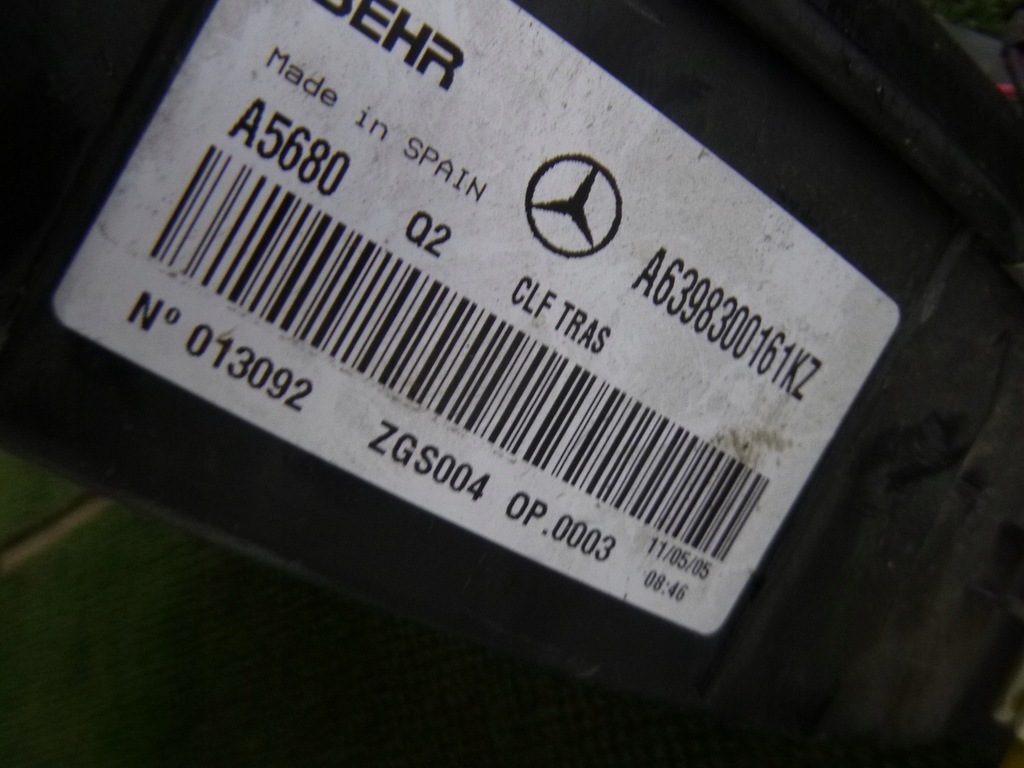 BEHR
Made in SPAIN
A5680
Q2
A6398300161KZ
CLF TRAS
Nº 013092
ZGS004 OP.0003
11/05/05
08:46